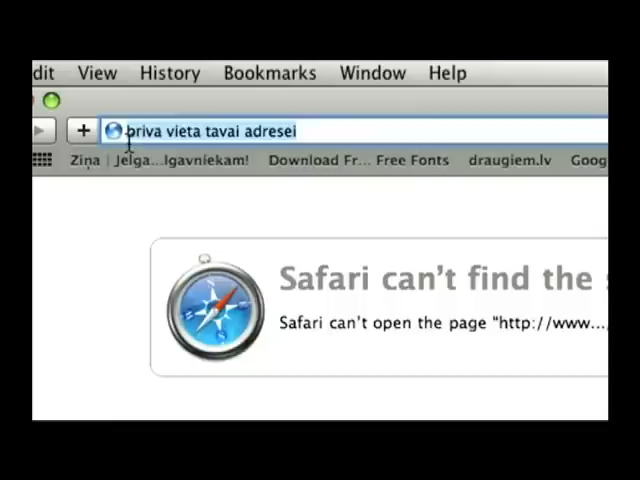 dit View History Bookmarks Window Help
+ briva vieta tavai adresei
Ziņa Jelga...lgavniekam! Download Fr... Free Fonts draugiem.lv Goog
Safari can't find the s
Safari can't open the page "http://www...,